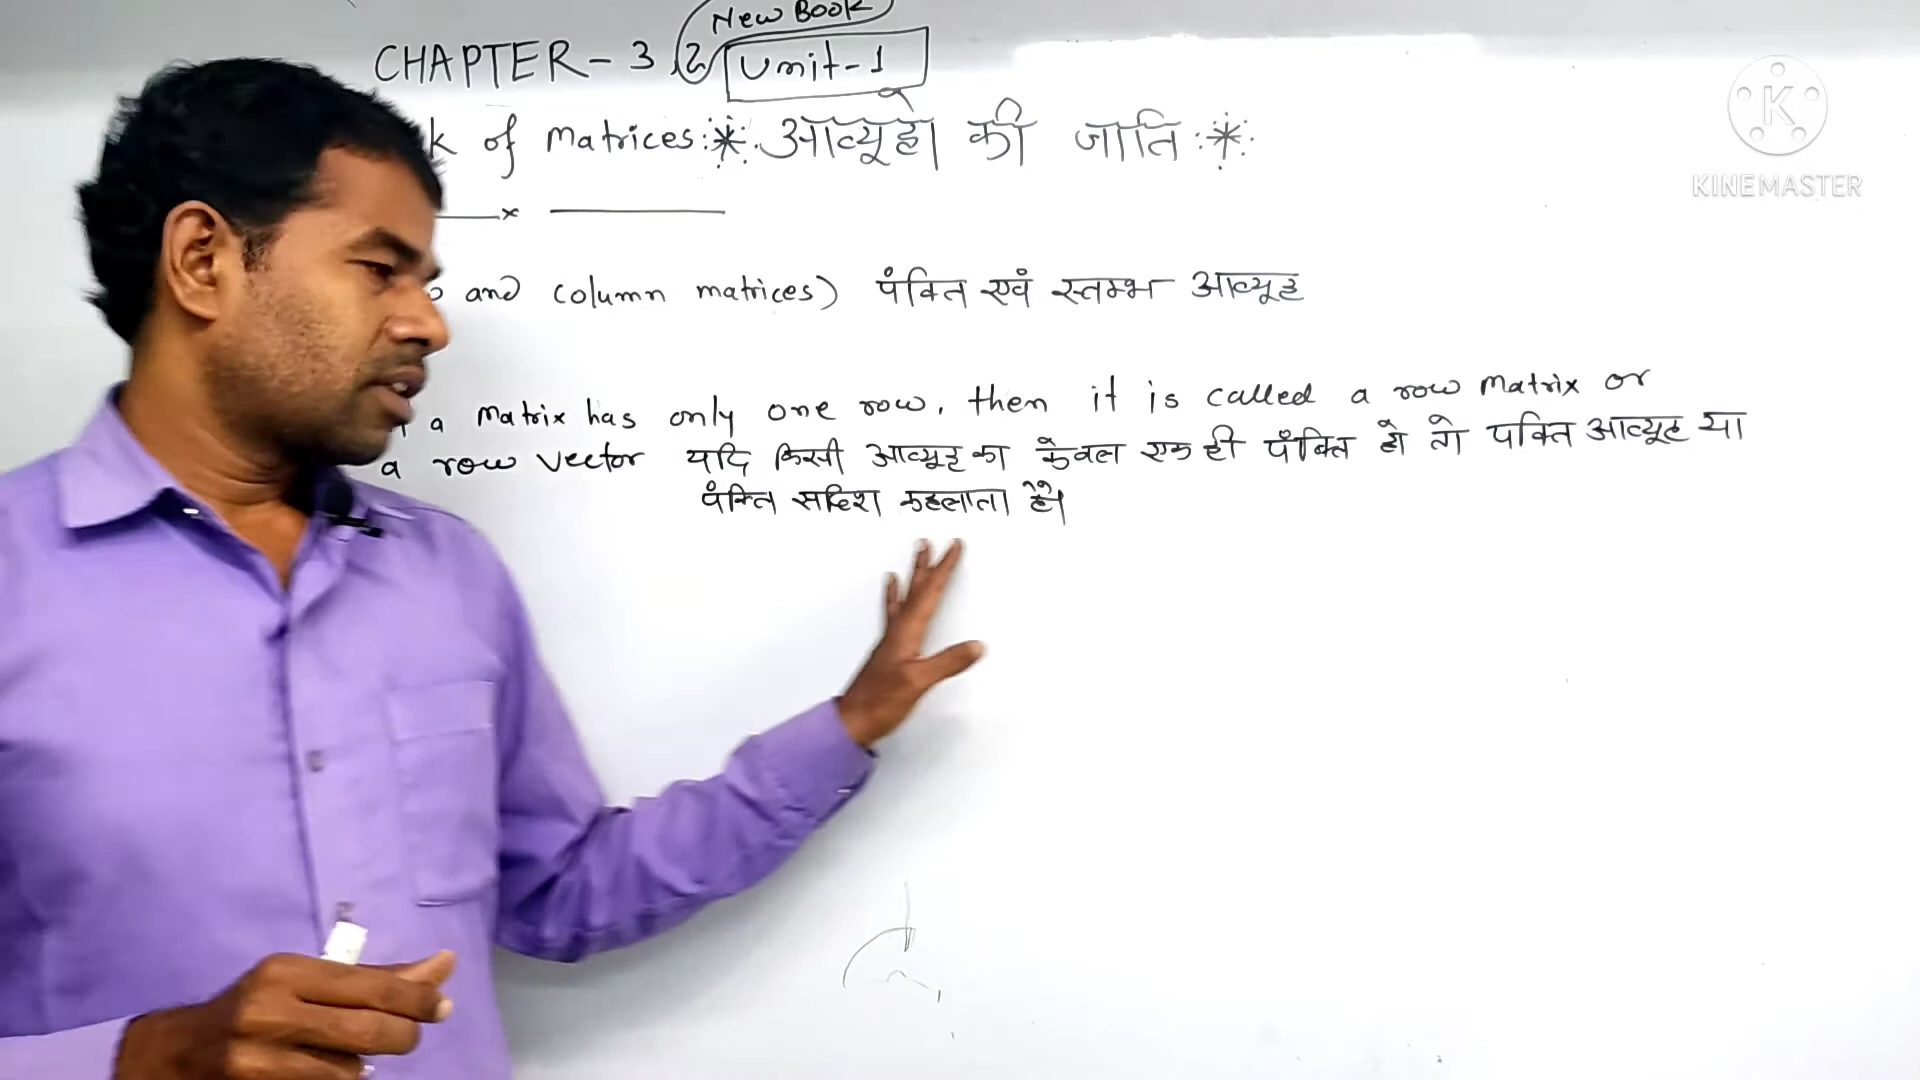 New Book
CHAPTER - 3 Unit-1
k of matrices: आव्यूहों की जाति :
and column matrices) पंक्ति एवं स्तम्भ आव्यूह
a matrix has only one row, then it is called a row matrix or
a row vector यदि किसी आव्यूह का केवल एक ही पंक्ति हो तो पक्ति आव्यूह या
पंक्ति सदिश कहलाता है।
K
KINEMASTER